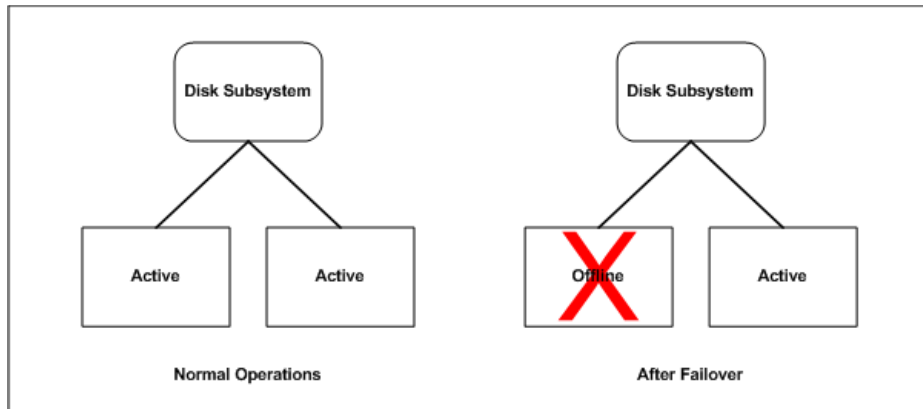 Disk Subsystem
Active
Active
Normal Operations
Disk Subsystem
Offline
Active
After Failover